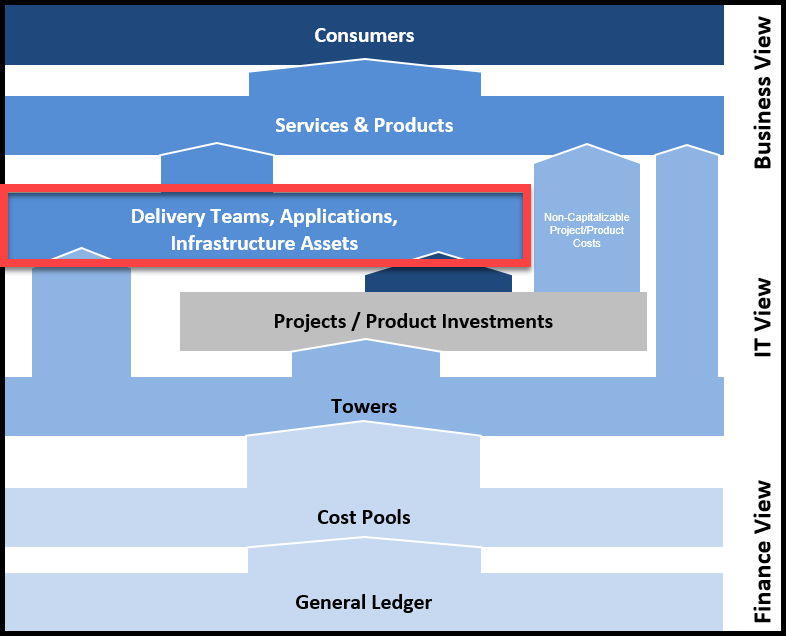 Consumers
Services & Products
Delivery Teams, Applications,
Infrastructure Assets
Non-Capitalizable
Project/Product
Costs
Projects / Product Investments
Towers
Cost Pools
General Ledger
Business View
IT View
Finance View